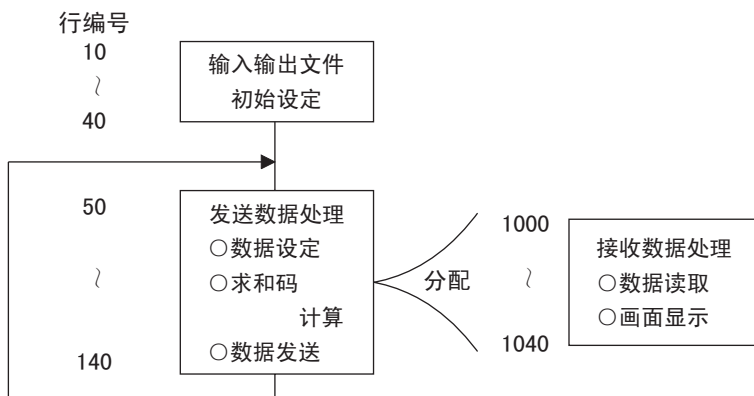 行编号
10
～
40
输入输出文件
初始设定
50
～
140
发送数据处理
○数据设定
○求和码
计算
○数据发送
分配
1000
～
1040
接收数据处理
○数据读取
○画面显示